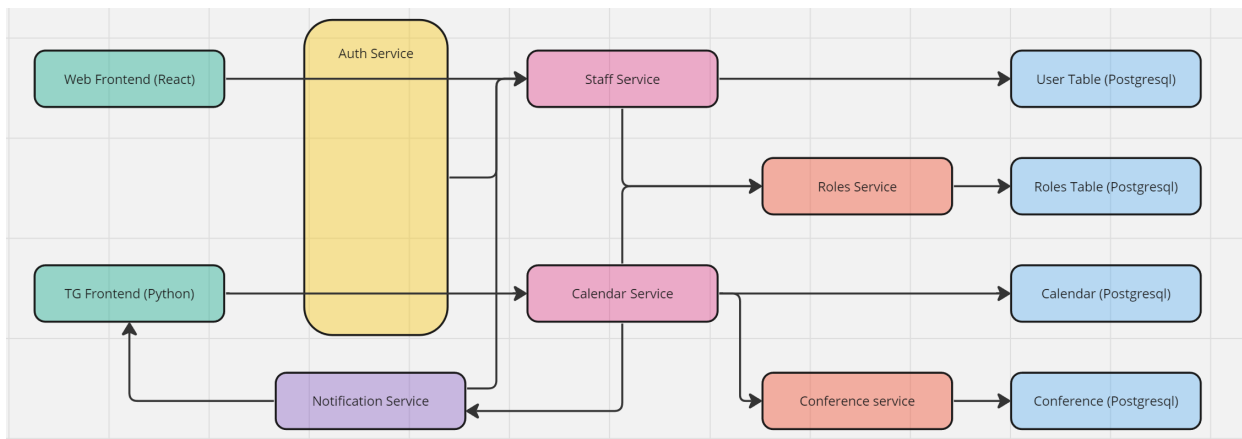 Auth Service
Web Frontend (React)
Staff Service
User Table (Postgresql)
Roles Service
Roles Table (Postgresql)
TG Frontend (Python)
Calendar Service
Calendar (Postgresql)
Notification Service
Conference service
Conference (Postgresql)